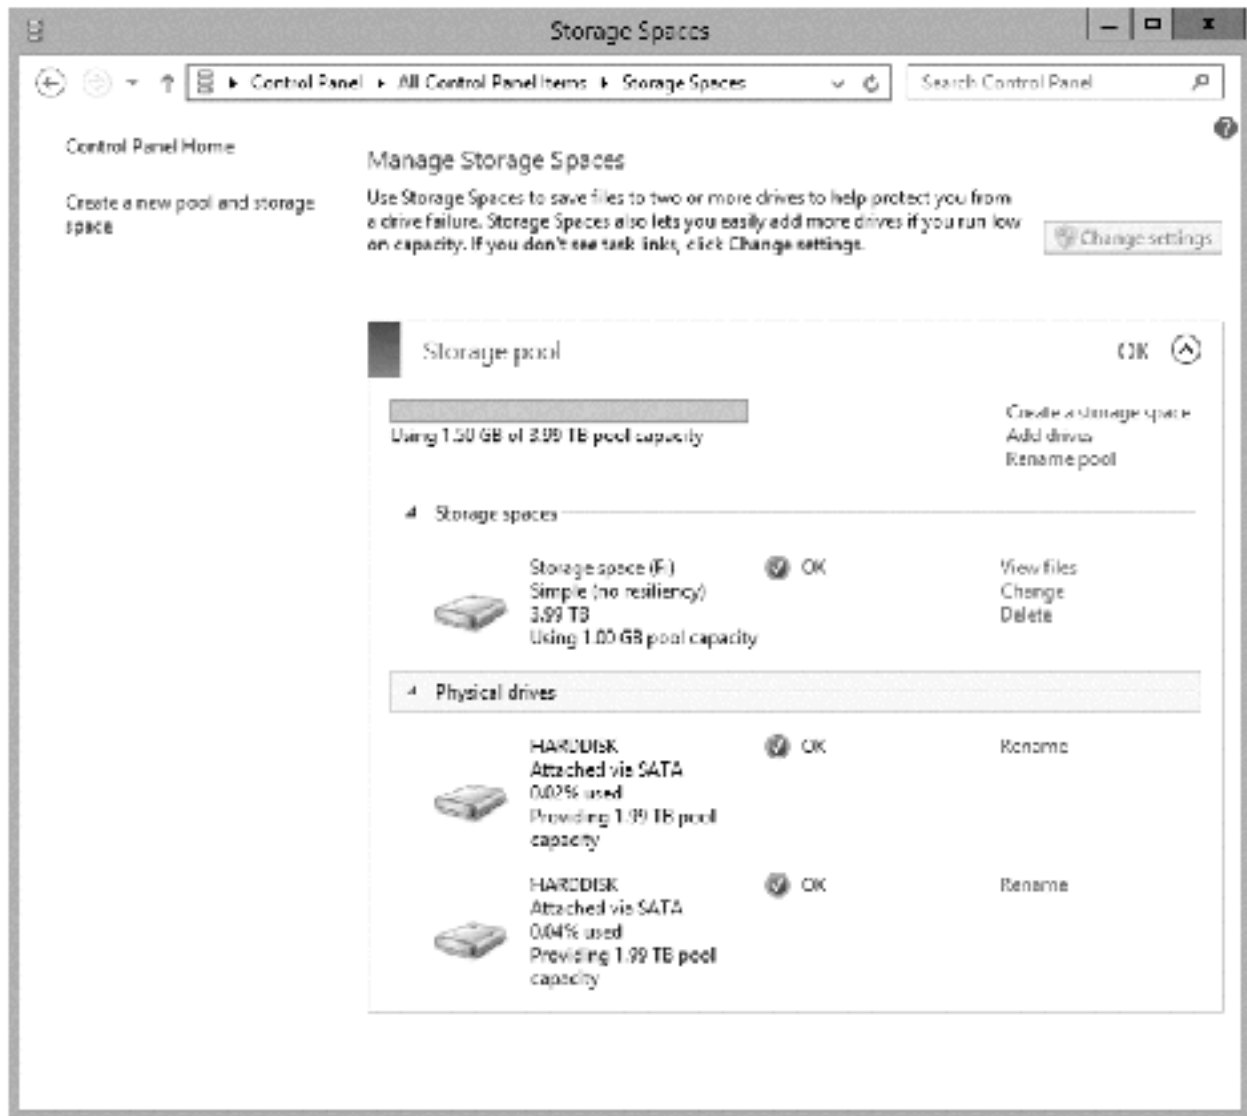 Storage Spaces
Control Panel All Control Panel Items Storage Spaces
Search Control Panel
Control Panel Home
Create a new pool and storage
space
Manage Storage Spaces
Use Storage Spaces to save files to two or more drives to help protect you from
a drive failure. Storage Spaces also lets you easily add more drives if you run low
on capacity. If you don't see task links, click Change settings.
Change settings
Storage pool
OK
Using 1.50 GB of 3.99 TB pool capacity
Create a storage space
Add drives
Rename pool
Storage spaces
Storage space (F:)
Simple (no resiliency)
3.99 TB
Using 1.00 GB pool capacity
OK
View files
Change
Delete
Physical drives
HARDDISK
Attached via SATA
0.02% used
Providing 1.99 TB pool
capacity
OK
Rename
HARDDISK
Attached via SATA
0.04% used
Providing 1.99 TB pool
capacity
OK
Rename